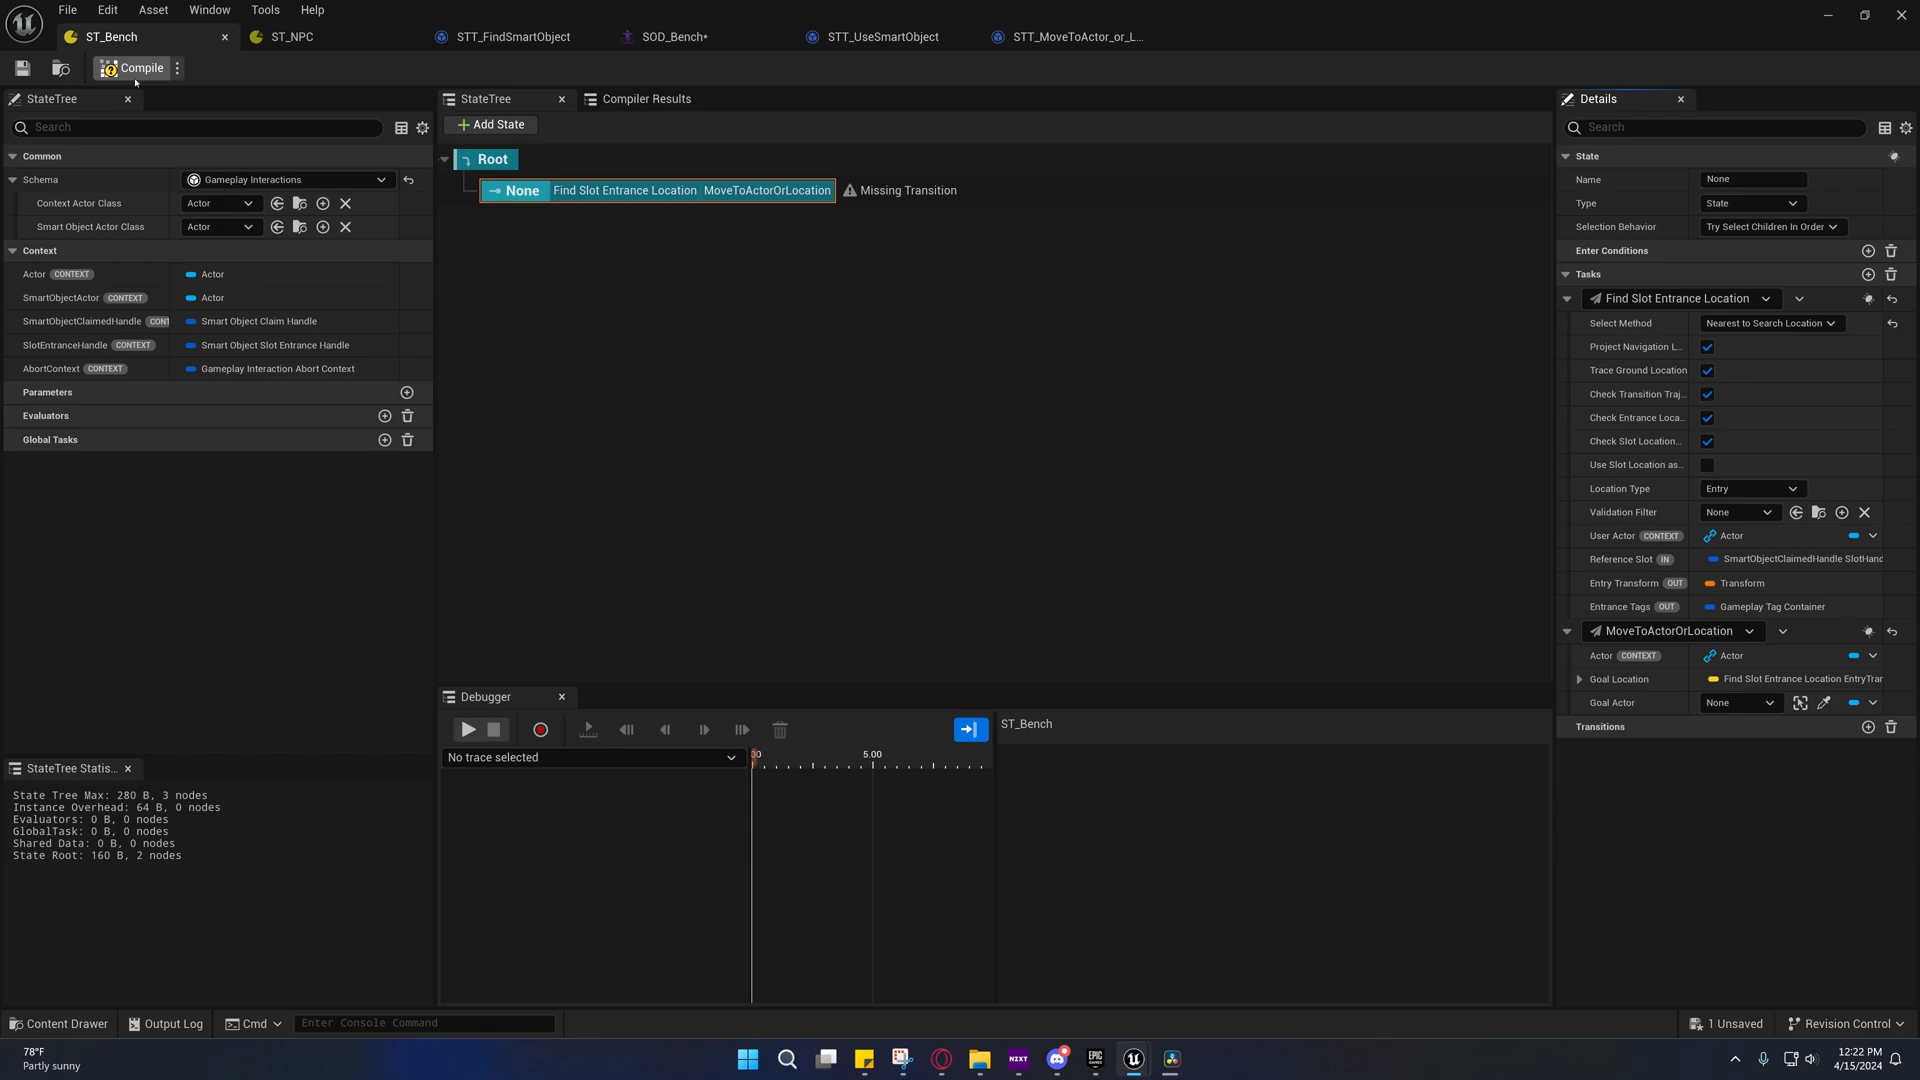 File Edit Asset Window Tools Help
ST_Bench ST_NPC STT_FindSmartObject SOD_Bench* STT_UseSmartObject STT_MoveToActor_or_L...
Compile
StateTree
Search
Common
Schema Gameplay Interactions
Context Actor Class Actor
Smart Object Actor Class Actor
Context
Actor CONTEXT Actor
SmartObjectActor CONTEXT Actor
SmartObjectClaimedHandle CONT Smart Object Claim Handle
SlotEntranceHandle CONTEXT Smart Object Slot Entrance Handle
AbortContext CONTEXT Gameplay Interaction Abort Context
Parameters
Evaluators
Global Tasks
StateTree Statis...
State Tree Max: 280 B, 3 nodes
Instance Overhead: 64 B, 0 nodes
Evaluators: 0 B, 0 nodes
GlobalTask: 0 B, 0 nodes
Shared Data: 0 B, 0 nodes
State Root: 160 B, 2 nodes
StateTree Compiler Results
Add State
Root
None Find Slot Entrance Location MoveToActorOrLocation Missing Transition
Debugger
No trace selected
00 5.00
ST_Bench
Details
Search
State
Name None
Type State
Selection Behavior Try Select Children In Order
Enter Conditions
Tasks
Find Slot Entrance Location
Select Method Nearest to Search Location
Project Navigation L...
Trace Ground Location
Check Transition Traj...
Check Entrance Loca...
Check Slot Location...
Use Slot Location as...
Location Type Entry
Validation Filter None
User Actor CONTEXT Actor
Reference Slot IN SmartObjectClaimedHandle SlotHand
Entry Transform OUT Transform
Entrance Tags OUT Gameplay Tag Container
MoveToActorOrLocation
Actor CONTEXT Actor
Goal Location Find Slot Entrance Location EntryTran
Goal Actor None
Transitions
Content Drawer Output Log Cmd Enter Console Command 1 Unsaved Revision Control
78°F
Partly sunny
NZXT
EPIC GAMES
12:22 PM
4/15/2024